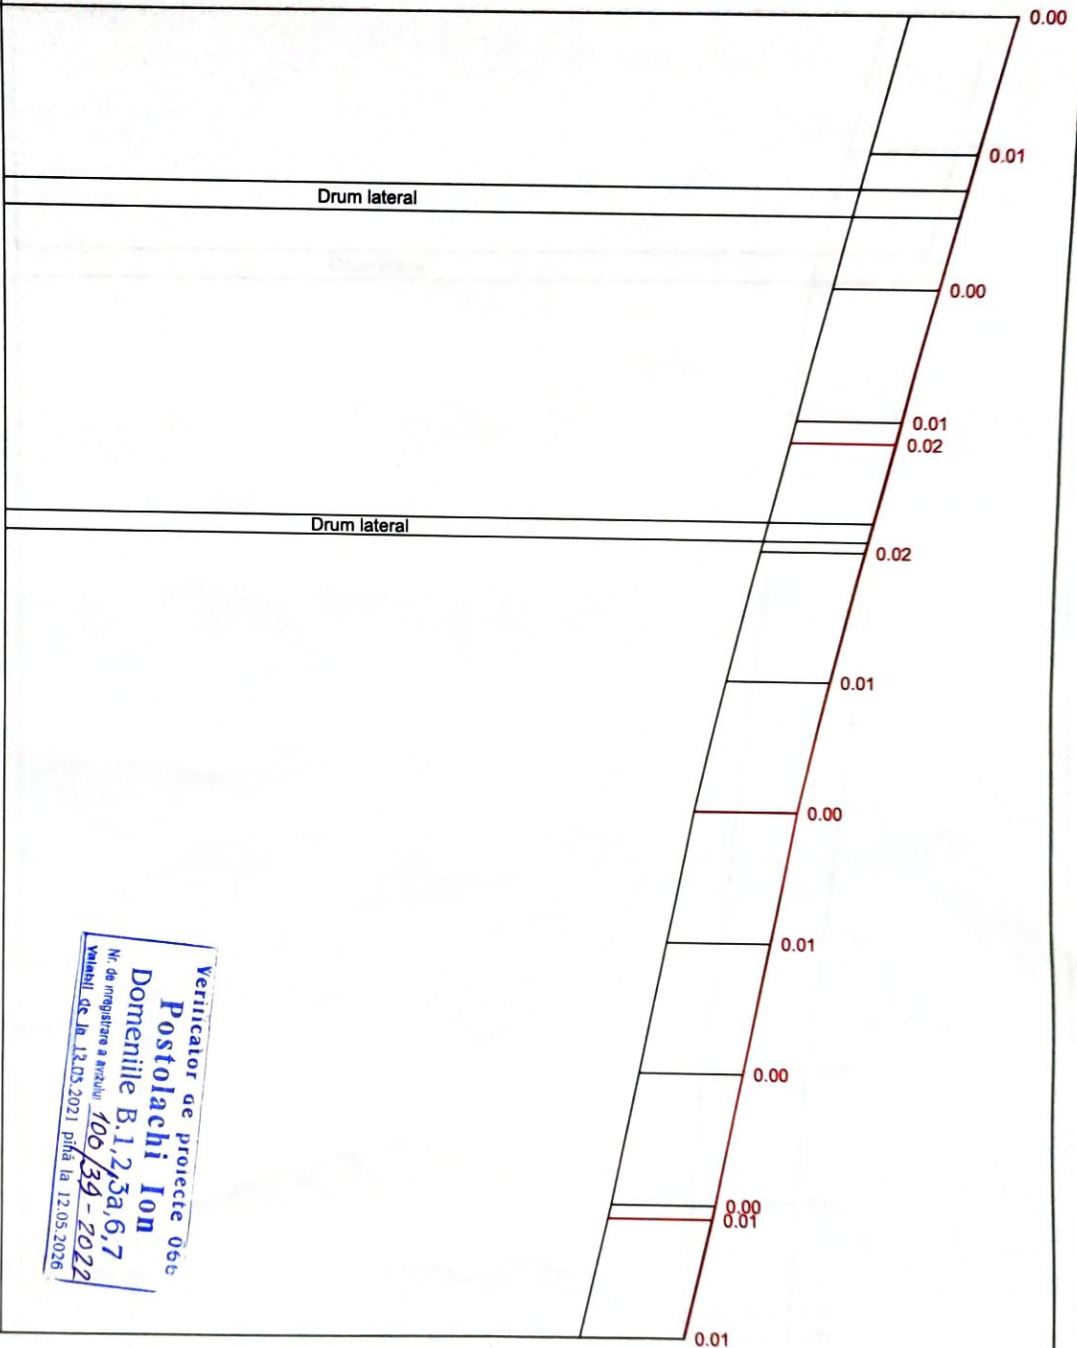 0.00
0.01
Drum lateral
0.00
0.01
0.02
Drum lateral
0.02
0.01
0.00
0.01
0.00
0.00
0.01
0.01
Verificator de proiecte 066
Postolachi Ion
Domeniile B.1,2,3a,6,7
Nr. de înregistrare a avizului 106/39-2022
Valabil de la 12.05.2021 pînă la 12.05.2026